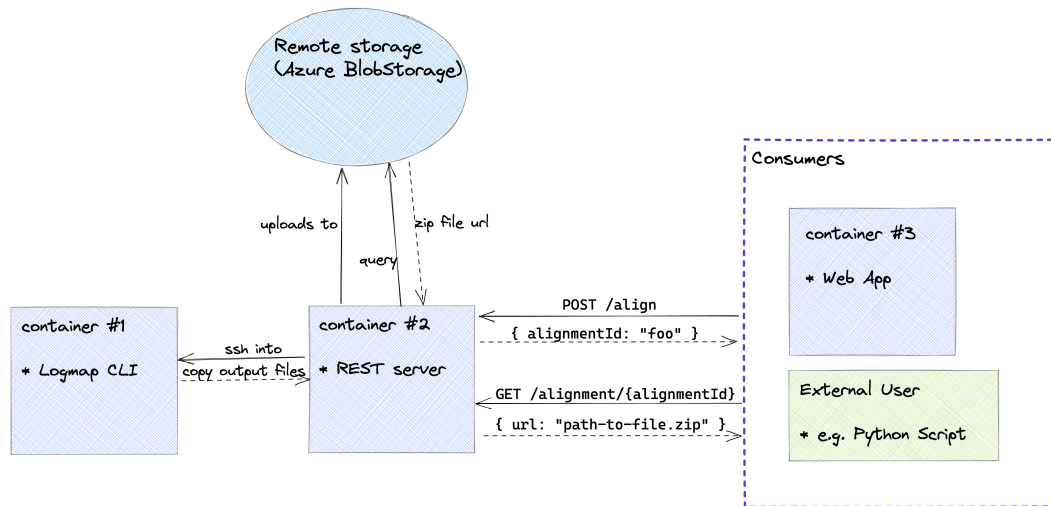 Remote storage
(Azure BlobStorage)
Consumers
container #3
* Web App
uploads to
zip file url
query
POST /align
{ alignmentId: "foo" }
container #1
* Logmap CLI
ssh into
copy output files
container #2
* REST server
GET /alignment/{alignmentId}
{ url: "path-to-file.zip" }
External User
* e.g. Python Script